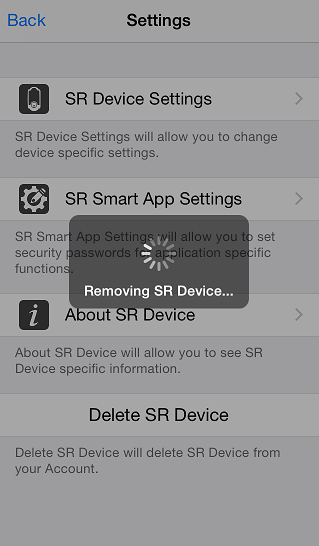 Back Settings
SR Device Settings
SR Device Settings will allow you to change
device specific settings.
SR Smart App Settings
SR Smart App Settings will allow you to set
security passwords for application specific
functions.
Removing SR Device...
About SR Device
About SR Device will allow you to see SR
Device specific information.
Delete SR Device
Delete SR Device will delete SR Device from
your Account.